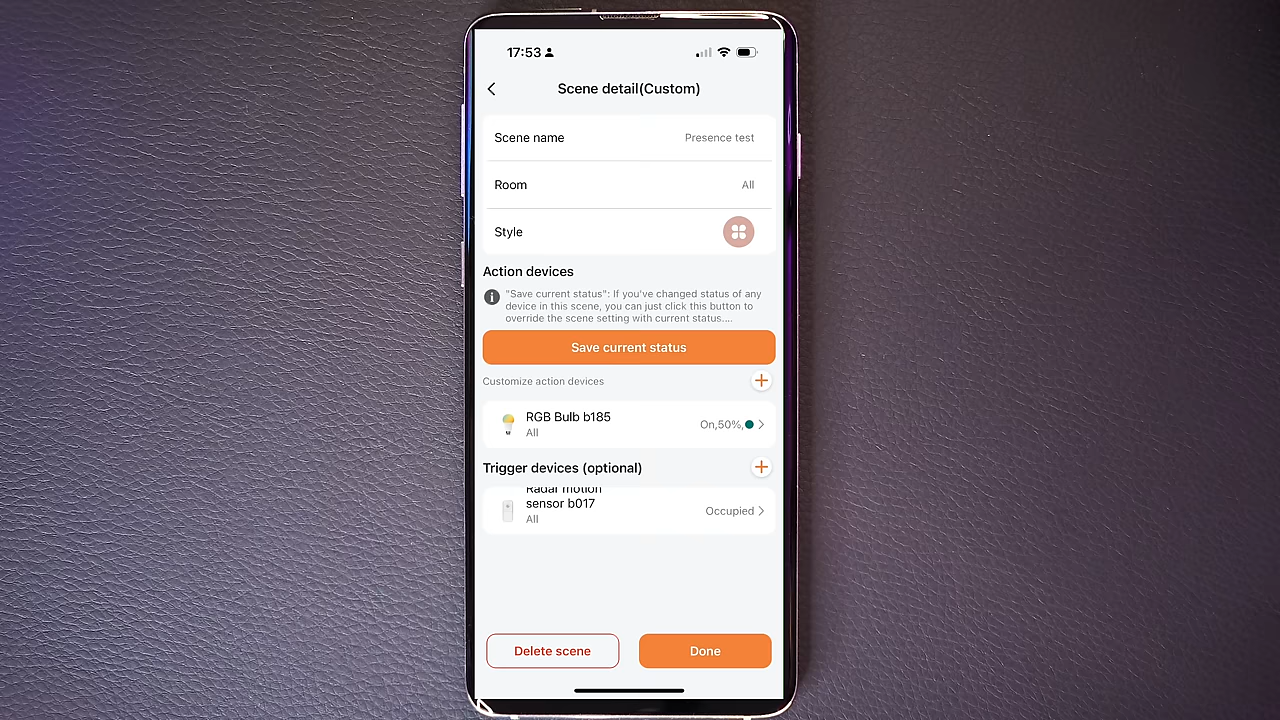 17:53
Scene detail(Custom)
Scene name
Presence test
Room
All
Style
Action devices
"Save current status": If you've changed status of any
device in this scene, you can just click this button to
override the scene setting with current status....
Save current status
Customize action devices
RGB Bulb b185
All
On,50%,
Trigger devices (optional)
Radar motion
sensor b017
All
Occupied
Delete scene
Done